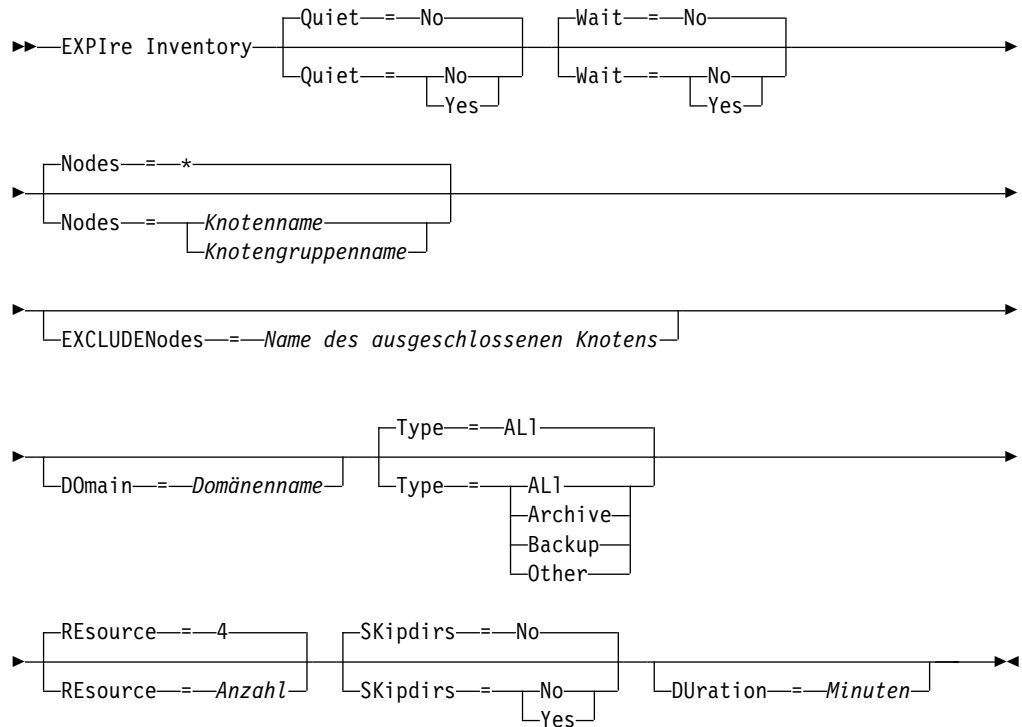 Quiet = No Wait = No
EXPIre Inventory
Quiet = No Wait = No
Yes Yes
Nodes = *
Nodes = Knotenname
Knotengruppenname
EXCLUDENodes = Name des ausgeschlossenen Knotens
Type = ALl
DOmain = Domänenname Type = ALl
Archive
Backup
Other
REsource = 4 SKipdirs = No
REsource = Anzahl SKipdirs = No DUration = Minuten
Yes